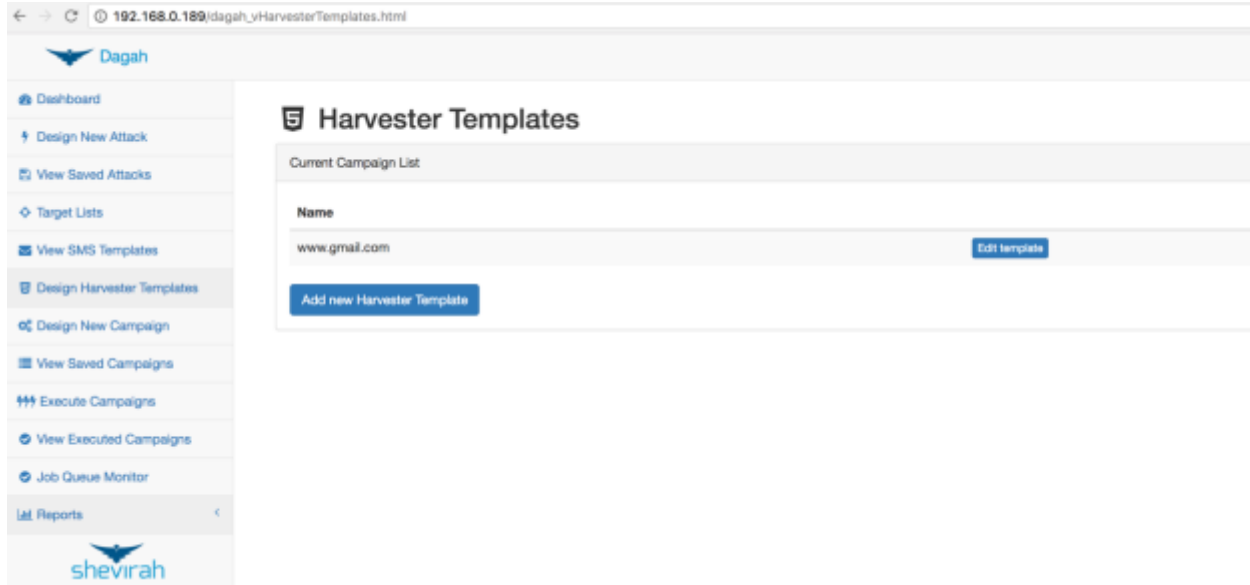 192.168.0.189/dagah_vHarvesterTemplates.html
Dagah
Dashboard
Design New Attack
View Saved Attacks
Target Lists
View SMS Templates
Design Harvester Templates
Design New Campaign
View Saved Campaigns
Execute Campaigns
View Executed Campaigns
Job Queue Monitor
Reports
shevirah
Harvester Templates
Current Campaign List
Name
www.gmail.com
Edit template
Add new Harvester Template